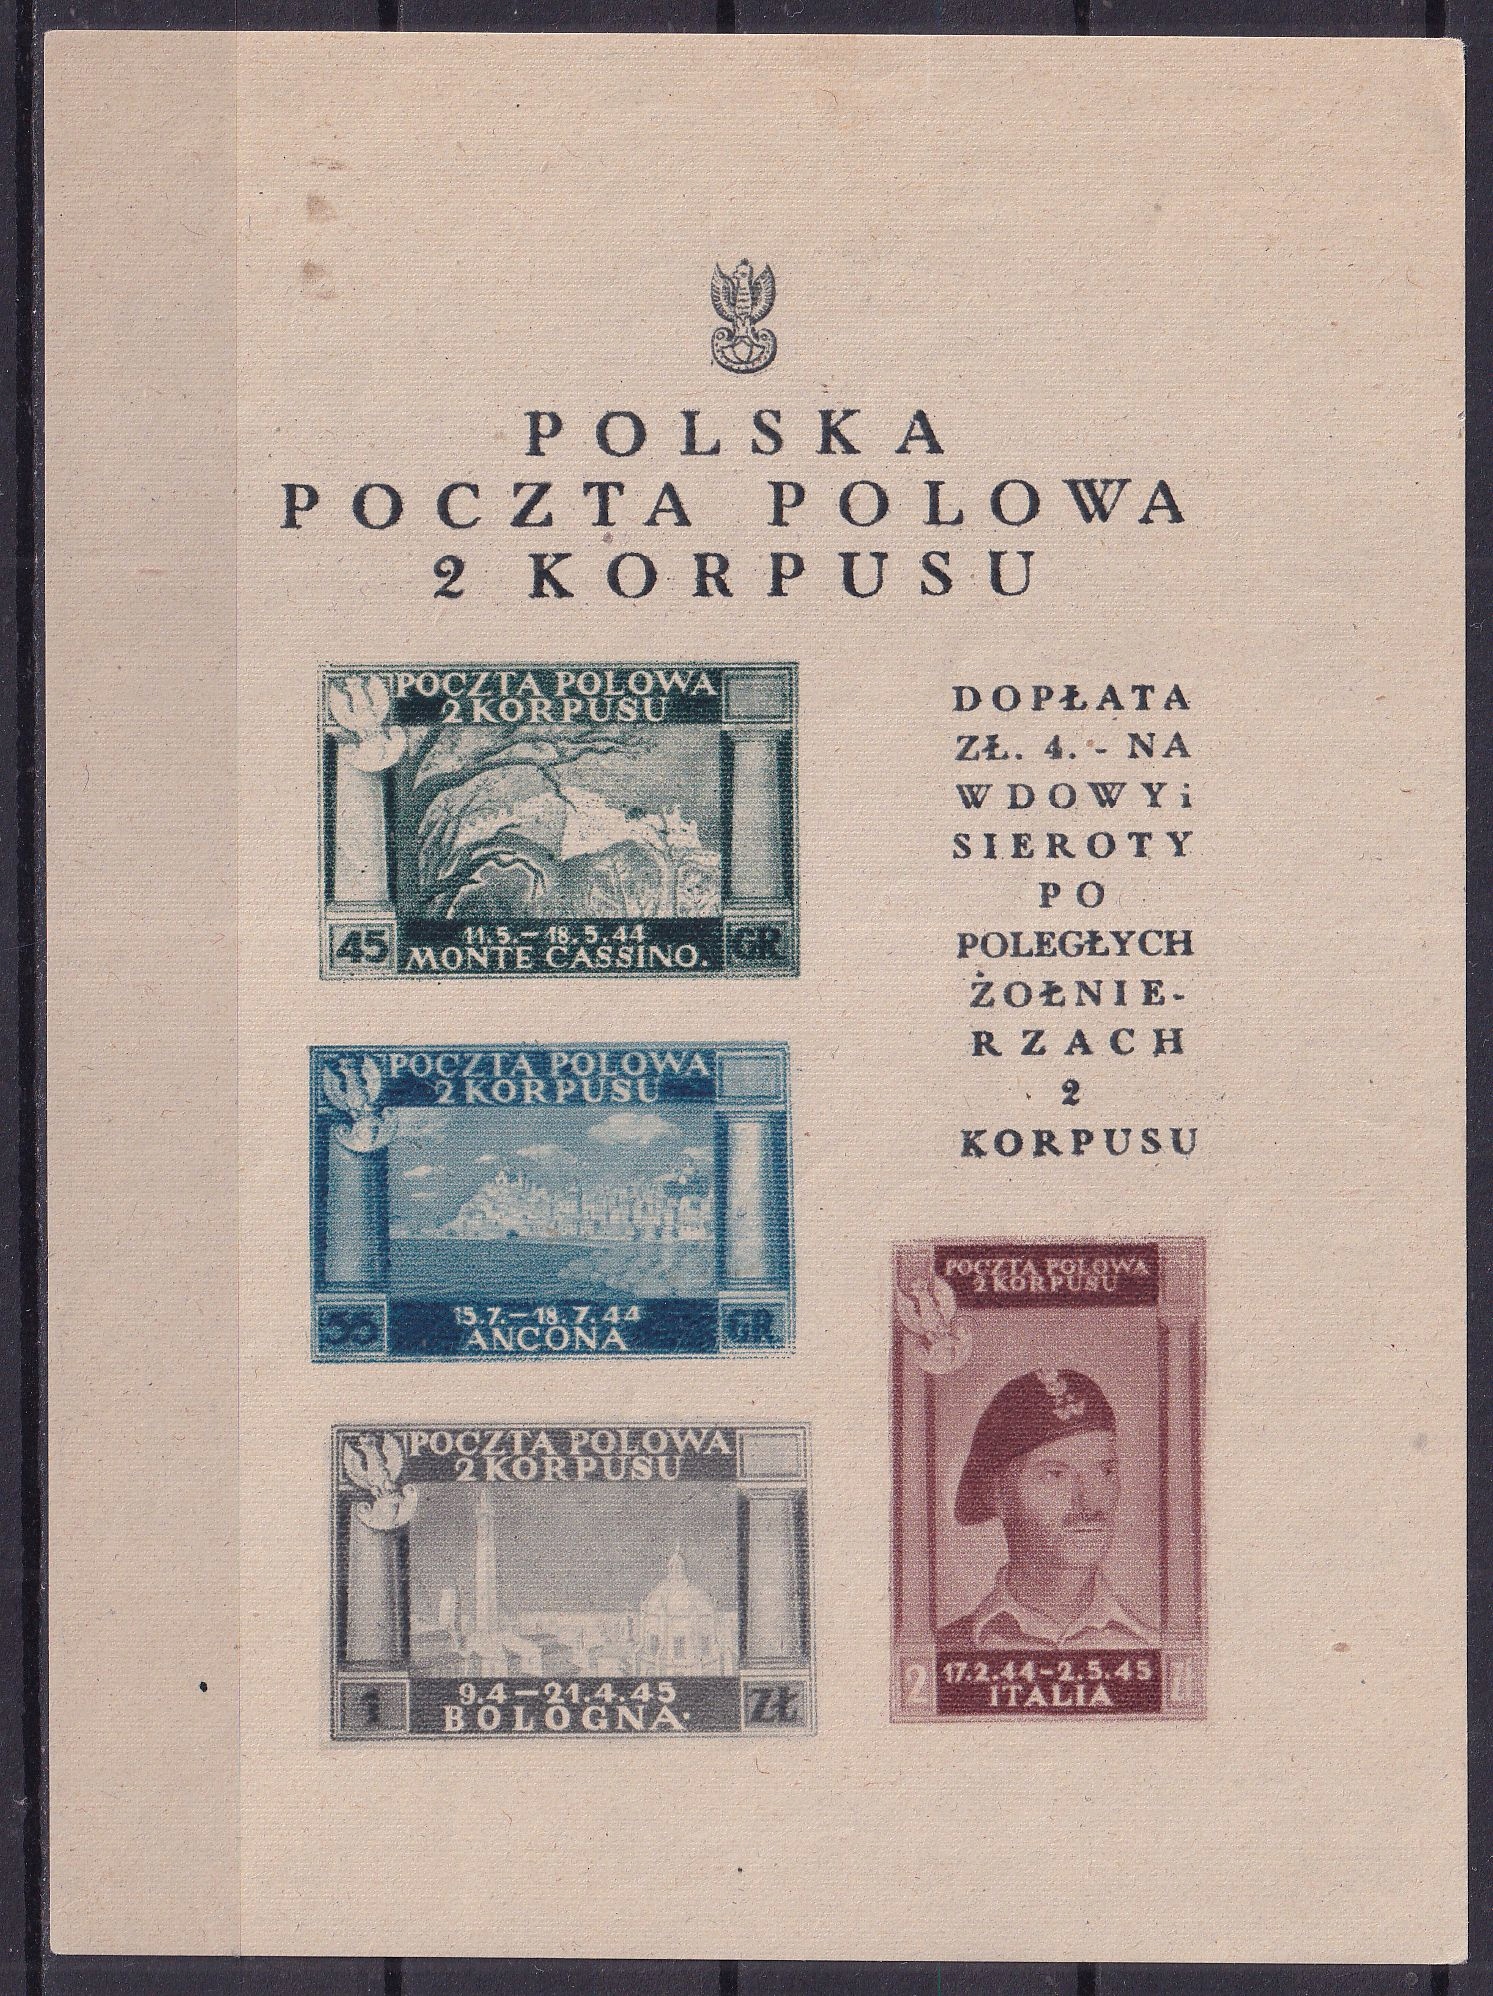 POLSKA
POCZTA POLOWA
2 KORPUSU
POCZTA POLOWA
2 KORPUSU
11.5.–18.5.44
MONTE CASSINO.
45
GR
DOPŁATA
ZŁ. 4.- NA
WDOWY i
SIEROTY
PO
POLEGŁYCH
ŻOŁNIE-
RZACH
2
KORPUSU
POCZTA POLOWA
2 KORPUSU
15.7.–18.7.44
ANCONA
55
GR
POCZTA POLOWA
2 KORPUSU
9.4–21.4.45
BOLOGNA.
1
ZŁ
POCZTA POLOWA
2 KORPUSU
17.2.44-2.5.45
ITALIA
2
Zł